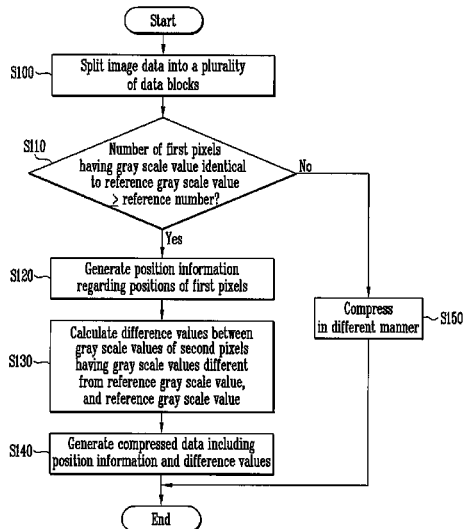 Start
S100
Split image data into a plurality
of data blocks
S110
Number of first pixels
having gray scale value identical
to reference gray scale value
≥ reference number?
No
Yes
S120
Generate position information
regarding positions of first pixels
Compress
in different manner
S150
S130
Calculate difference values between
gray scale values of second pixels
having gray scale values different
from reference gray scale value,
and reference gray scale value
S140
Generate compressed data including
position information and difference values
End